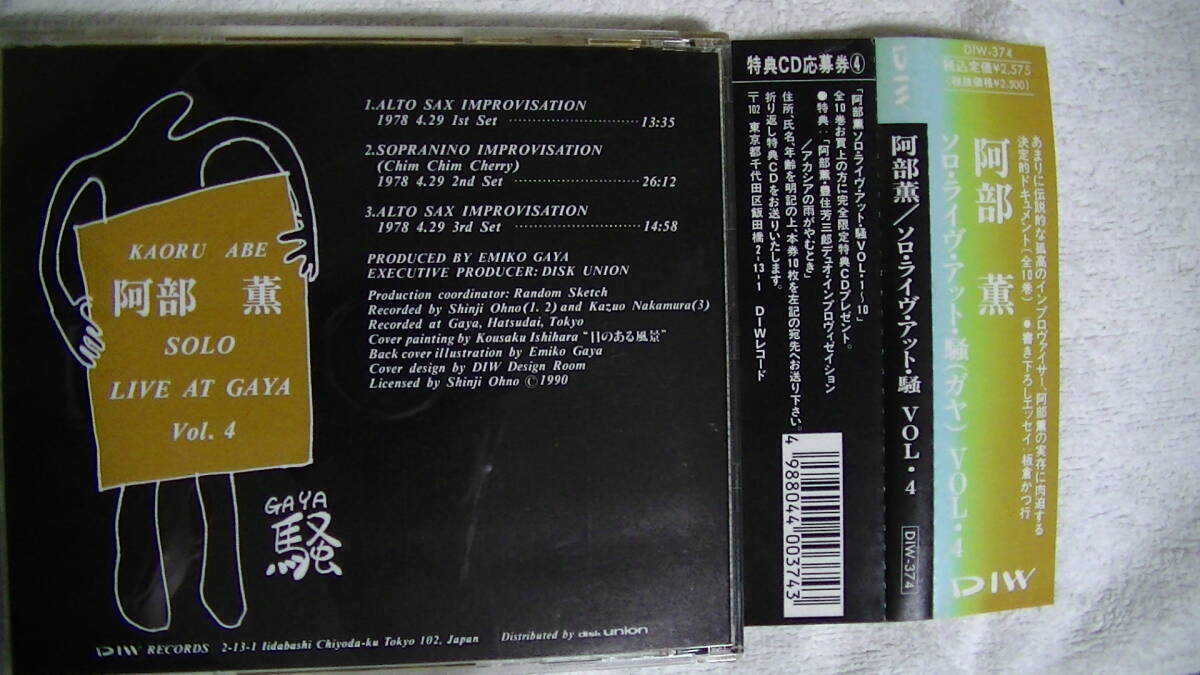 KAORU ABE
阿部 薫
SOLO
LIVE AT GAYA
Vol. 4
GAYA
騒
1.ALTO SAX IMPROVISATION
1978 4.29 1st Set 13:35
2.SOPRANINO IMPROVISATION
(Chim Chim Cherry)
1978 4.29 2nd Set 26:12
3.ALTO SAX IMPROVISATION
1978 4.29 3rd Set 14:58
PRODUCED BY EMIKO GAYA
EXECUTIVE PRODUCER: DISK UNION
Production coordinator: Random Sketch
Recorded by Shinji Ohno(1. 2) and Kazuo Nakamura(3)
Recorded at Gaya, Hatsudai, Tokyo
Cover painting by Kousaku Ishihara “目のある風景”
Back cover illustration by Emiko Gaya
Cover design by DIW Design Room
Licensed by Shinji Ohno Ⓒ1990
DIW RECORDS 2-13-1 Iidabashi Chiyoda-ku Tokyo 102, Japan
Distributed by disk union
特典CD応募券④
「阿部薫ソロ・ライヴ・アット・騒VOL・1〜10」
全10巻お買上の方に完全限定特典CDプレゼント。
●特典:「阿部薫・豊住芳三郎デュオ・インプロヴィゼイション
/アカシアの雨がやむとき」
住所、氏名、年齢を明記の上、本券10枚を左記の宛先へお送り下さい。
折り返し特典CDをお送りいたします。
〒102 東京都千代田区飯田橋2-13-1 DIWレコード
4 988044 003743
DIW
阿部薫/ソロ・ライヴ・アット・騒 VOL・4
DIW-374
DIW-374
税込定価¥2,575
(税抜価格¥2,500)
あまりに伝説的な孤高のインプロヴァイザー、阿部薫の実存に肉迫する
決定的ドキュメント(全10巻) ●書き下ろしエッセイ:板倉かつ行
阿部 薫
ソロ・ライヴ・アット・騒(ガヤ) VOL・4
DIW